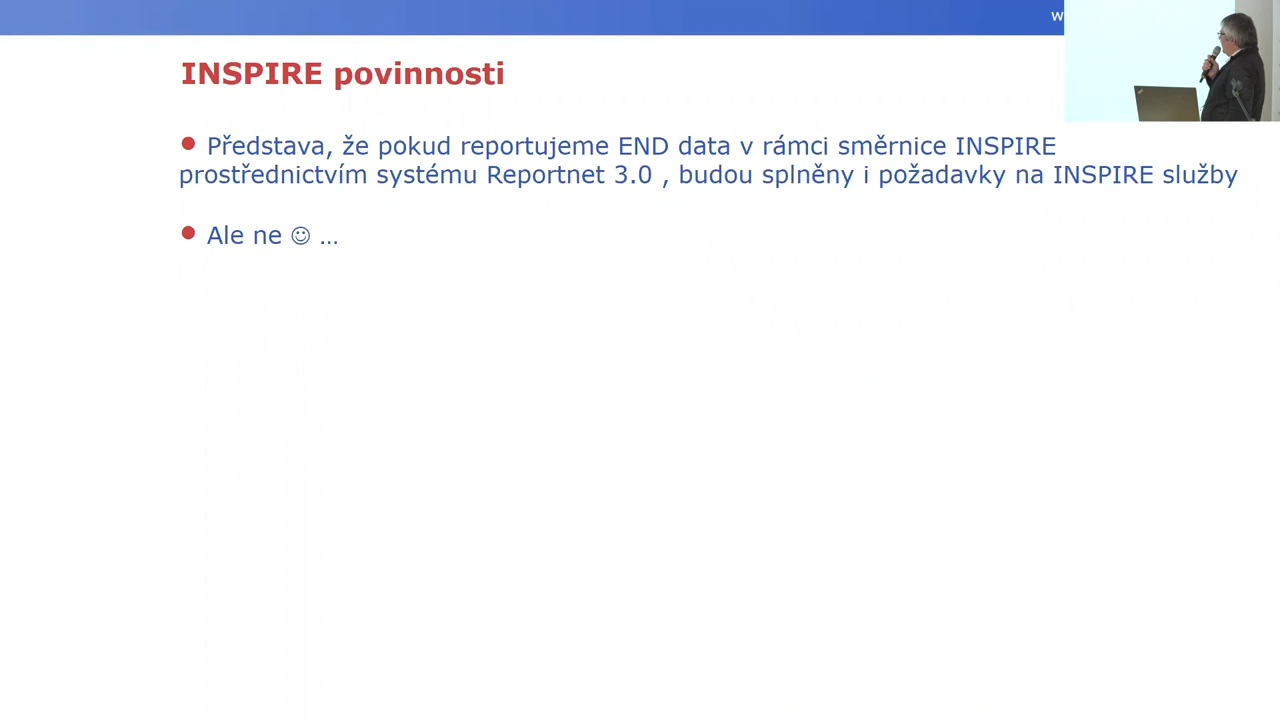 w
INSPIRE povinnosti
● Představa, že pokud reportujeme END data v rámci směrnice INSPIRE
prostřednictvím systému Reportnet 3.0 , budou splněny i požadavky na INSPIRE služby
● Ale ne ☺ …